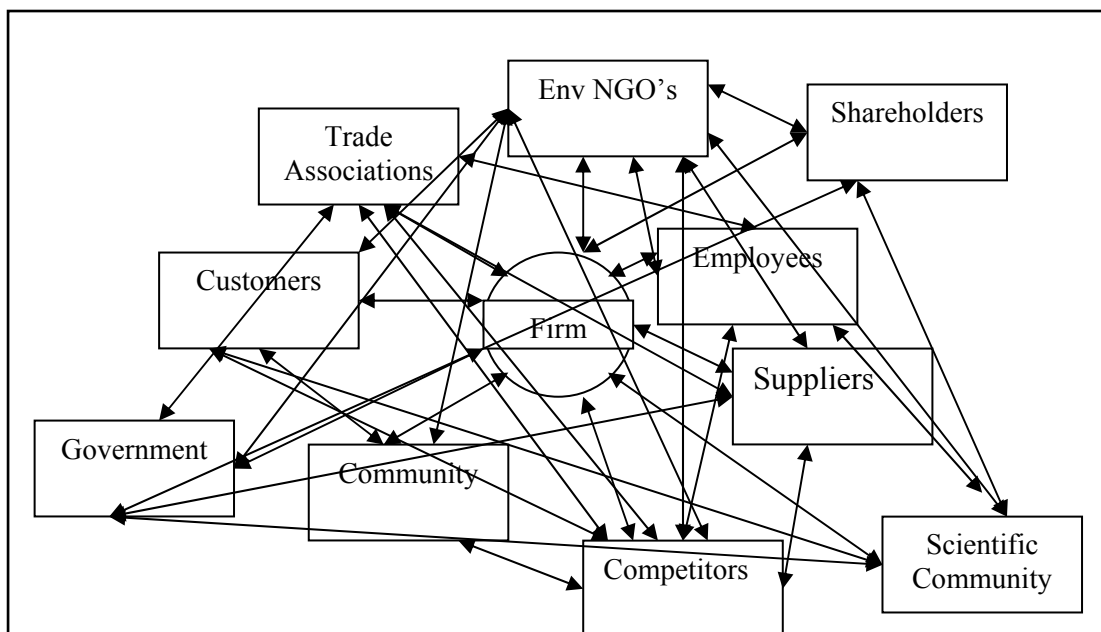 Env NGO's
Shareholders
Trade
Associations
Employees
Customers
Firm
Suppliers
Government
Community
Scientific
Community
Competitors